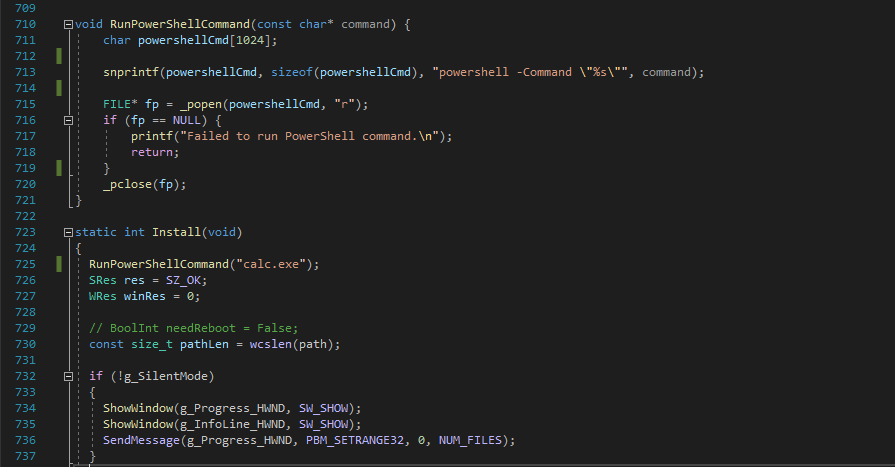 709
710 void RunPowerShellCommand(const char* command) {
711 char powershellCmd[1024];
712
713 snprintf(powershellCmd, sizeof(powershellCmd), "powershell -Command \"%s\"", command);
714
715 FILE* fp = _popen(powershellCmd, "r");
716 if (fp == NULL) {
717 printf("Failed to run PowerShell command.\n");
718 return;
719 }
720 _pclose(fp);
721 }
722
723 static int Install(void)
724 {
725 RunPowerShellCommand("calc.exe");
726 SRes res = SZ_OK;
727 WRes winRes = 0;
728
729 // BoolInt needReboot = False;
730 const size_t pathLen = wcslen(path);
731
732 if (!g_SilentMode)
733 {
734 ShowWindow(g_Progress_HWND, SW_SHOW);
735 ShowWindow(g_InfoLine_HWND, SW_SHOW);
736 SendMessage(g_Progress_HWND, PBM_SETRANGE32, 0, NUM_FILES);
737 }